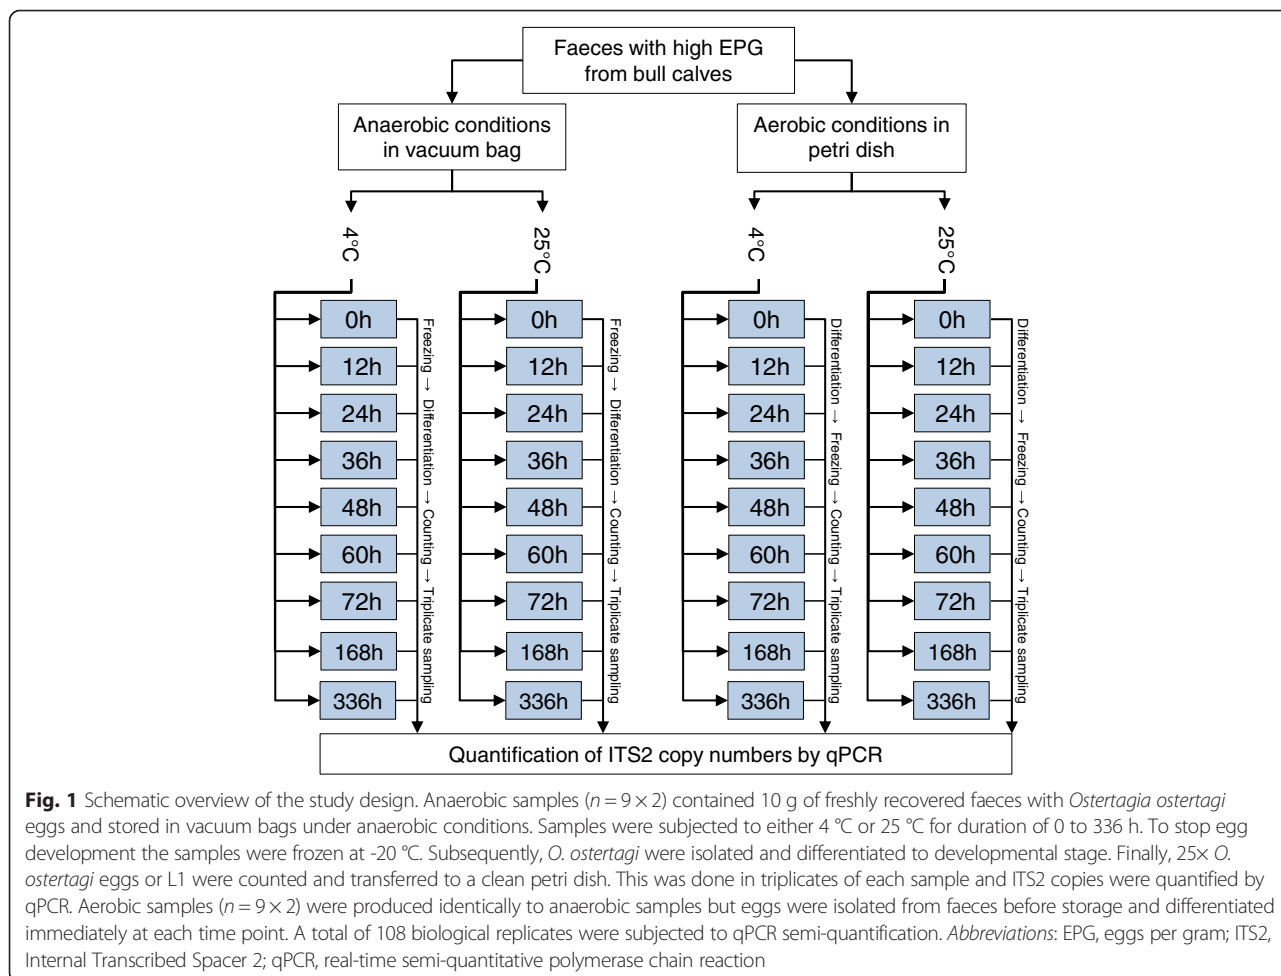 Faeces with high EPG
from bull calves
Anaerobic conditions
in vacuum bag
Aerobic conditions in
petri dish
4°C
25°C
4°C
25°C
0h
12h
24h
36h
48h
60h
72h
168h
336h
Freezing → Differentiation → Counting → Triplicate sampling
0h
12h
24h
36h
48h
60h
72h
168h
336h
Freezing → Differentiation → Counting → Triplicate sampling
0h
12h
24h
36h
48h
60h
72h
168h
336h
Differentiation → Freezing → Counting → Triplicate sampling
0h
12h
24h
36h
48h
60h
72h
168h
336h
Differentiation → Freezing → Counting → Triplicate sampling
Quantification of ITS2 copy numbers by qPCR
Fig. 1 Schematic overview of the study design. Anaerobic samples (n = 9 × 2) contained 10 g of freshly recovered faeces with Ostertagia ostertagi
eggs and stored in vacuum bags under anaerobic conditions. Samples were subjected to either 4 °C or 25 °C for duration of 0 to 336 h. To stop egg
development the samples were frozen at -20 °C. Subsequently, O. ostertagi were isolated and differentiated to developmental stage. Finally, 25× O.
ostertagi eggs or L1 were counted and transferred to a clean petri dish. This was done in triplicates of each sample and ITS2 copies were quantified by
qPCR. Aerobic samples (n = 9 × 2) were produced identically to anaerobic samples but eggs were isolated from faeces before storage and differentiated
immediately at each time point. A total of 108 biological replicates were subjected to qPCR semi-quantification. Abbreviations: EPG, eggs per gram; ITS2,
Internal Transcribed Spacer 2; qPCR, real-time semi-quantitative polymerase chain reaction